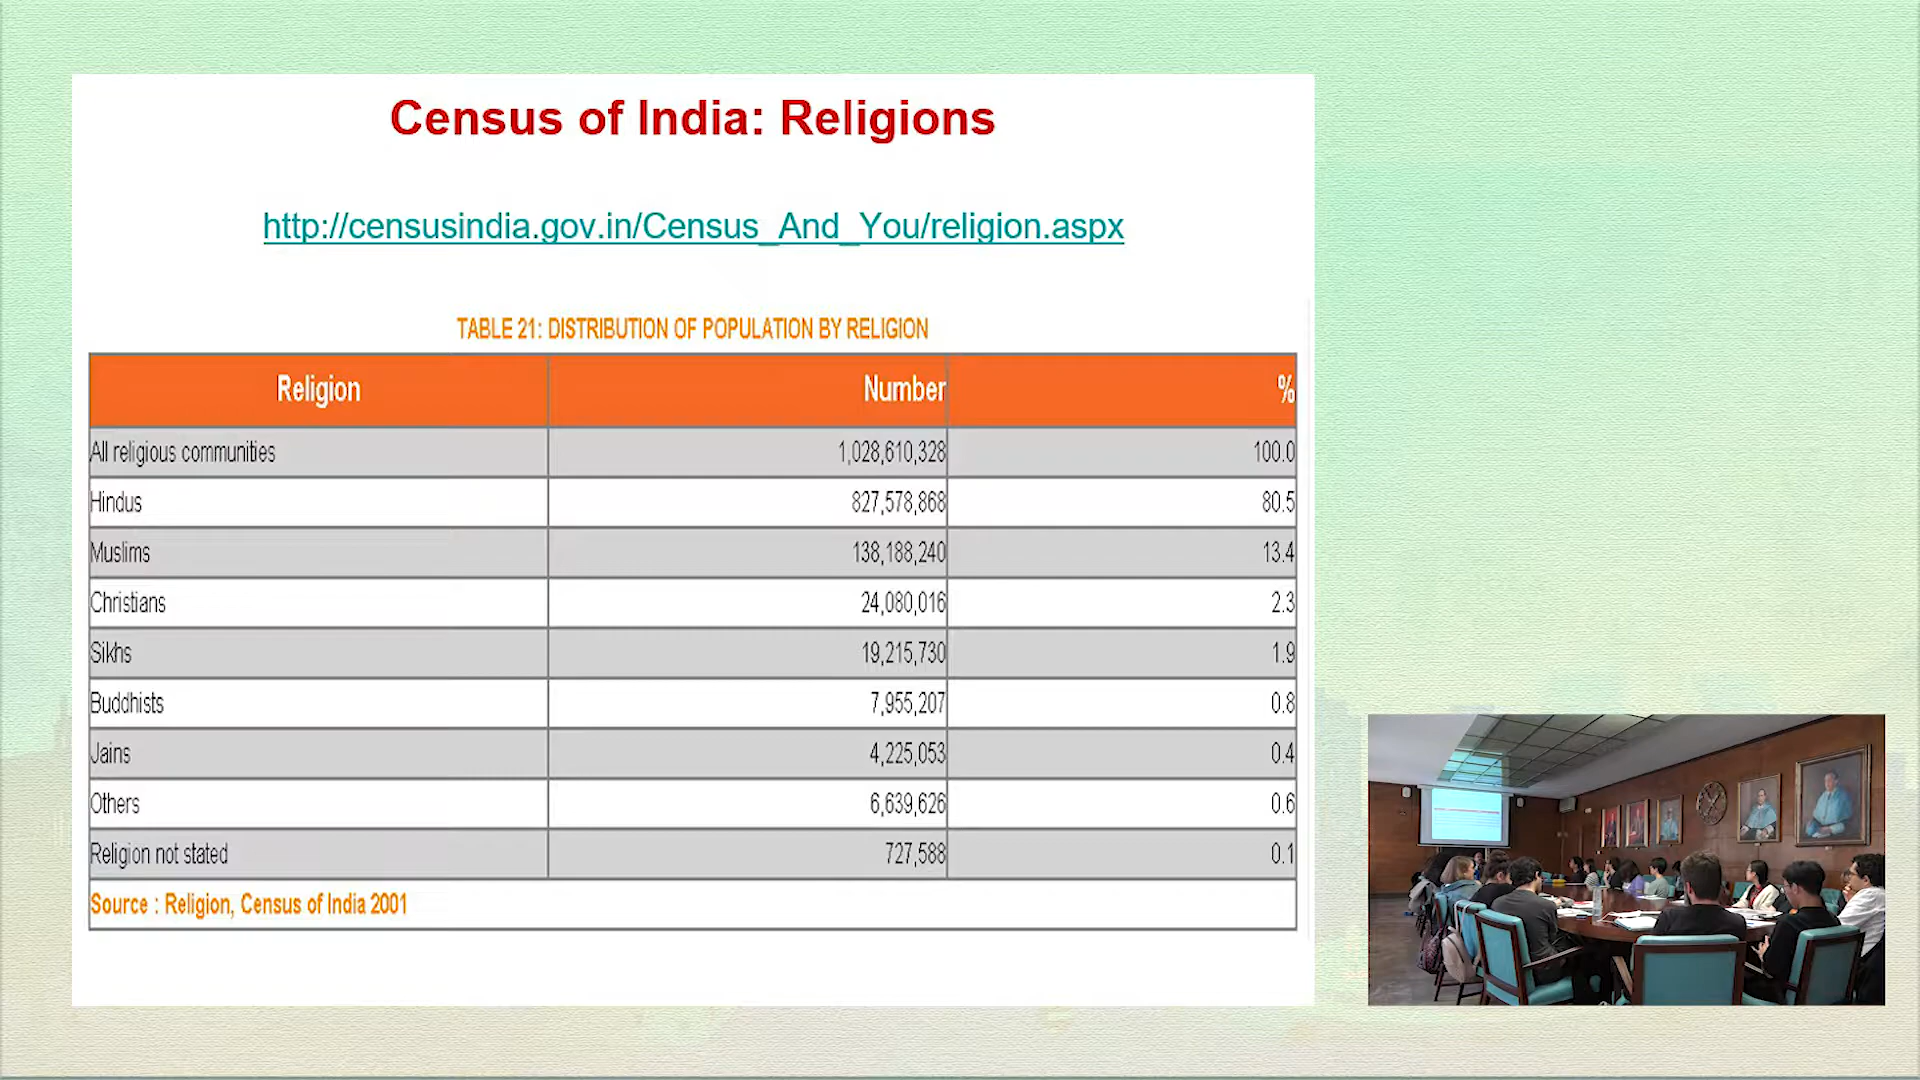 Census of India: Religions
http://censusindia.gov.in/Census_And_You/religion.aspx
TABLE 21: DISTRIBUTION OF POPULATION BY RELIGION
Religion Number %
All religious communities 1,028,610,328 100.0
Hindus 827,578,868 80.5
Muslims 138,188,240 13.4
Christians 24,080,016 2.3
Sikhs 19,215,730 1.9
Buddhists 7,955,207 0.8
Jains 4,225,053 0.4
Others 6,639,626 0.6
Religion not stated 727,588 0.1
Source : Religion, Census of India 2001